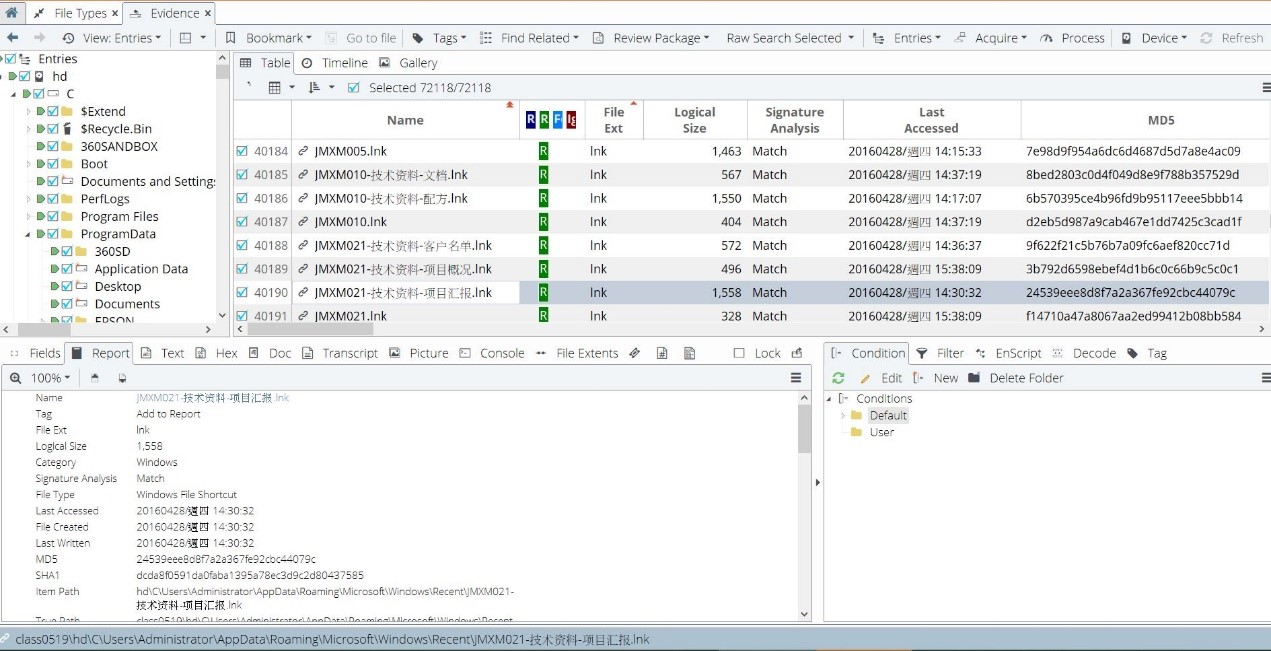 File Types x Evidence x
View: Entries Bookmark Go to file Tags Find Related Review Package Raw Search Selected Entries Acquire Process Device Refresh
Entries
hd
C
$Extend
$Recycle.Bin
360SANDBOX
Boot
Documents and Settings
PerfLogs
Program Files
ProgramData
360SD
Application Data
Desktop
Documents
EPSON
Table Timeline Gallery
Selected 72118/72118
Name R R F Ig File Ext Logical Size Signature Analysis Last Accessed MD5
40184 JMXM005.lnk R lnk 1,463 Match 20160428/週四 14:15:33 7e98d9f954a6dc6d4687d5d7a8e4ac09
40185 JMXM010-技术资料-文档.lnk R lnk 567 Match 20160428/週四 14:37:19 8bed2803c0d4f049d8e9f788b357529d
40186 JMXM010-技术资料-配方.lnk R lnk 1,550 Match 20160428/週四 14:17:07 6b570395ce4b96fd9b95117eee5bbb14
40187 JMXM010.lnk R lnk 404 Match 20160428/週四 14:37:19 d2eb5d987a9cab467e1dd7425c3cad1f
40188 JMXM021-技术资料-客户名单.lnk R lnk 572 Match 20160428/週四 14:36:37 9f622f21c5b76b7a09fc6aef820cc71d
40189 JMXM021-技术资料-项目概况.lnk R lnk 496 Match 20160428/週四 15:38:09 3b792d6598ebef4d1b6c0c66b9c5c0c1
40190 JMXM021-技术资料-项目汇报.lnk R lnk 1,558 Match 20160428/週四 14:30:32 24539eee8d8f7a2a367fe92cbc44079c
40191 JMXM021.lnk R lnk 328 Match 20160428/週四 15:38:09 f14710a47a8067aa2ed99412b08bb584
Fields Report Text Hex Doc Transcript Picture Console File Extents Lock
100%
Name JMXM021-技术资料-项目汇报.lnk
Tag Add to Report
File Ext lnk
Logical Size 1,558
Category Windows
Signature Analysis Match
File Type Windows File Shortcut
Last Accessed 20160428/週四 14:30:32
File Created 20160428/週四 14:30:32
Last Written 20160428/週四 14:30:32
MD5 24539eee8d8f7a2a367fe92cbc44079c
SHA1 dcda8f0591da0faba1395a78ec3d9c2d80437585
Item Path hd\C\Users\Administrator\AppData\Roaming\Microsoft\Windows\Recent\JMXM021-
技术资料-项目汇报.lnk
True Path class0519\hd\C\Users\Administrator\AppData\Roaming\Microsoft\Windows\Recent
Condition Filter EnScript Decode Tag
Edit New Delete Folder
Conditions
Default
User
class0519\hd\C\Users\Administrator\AppData\Roaming\Microsoft\Windows\Recent\JMXM021-技术资料-项目汇报.lnk